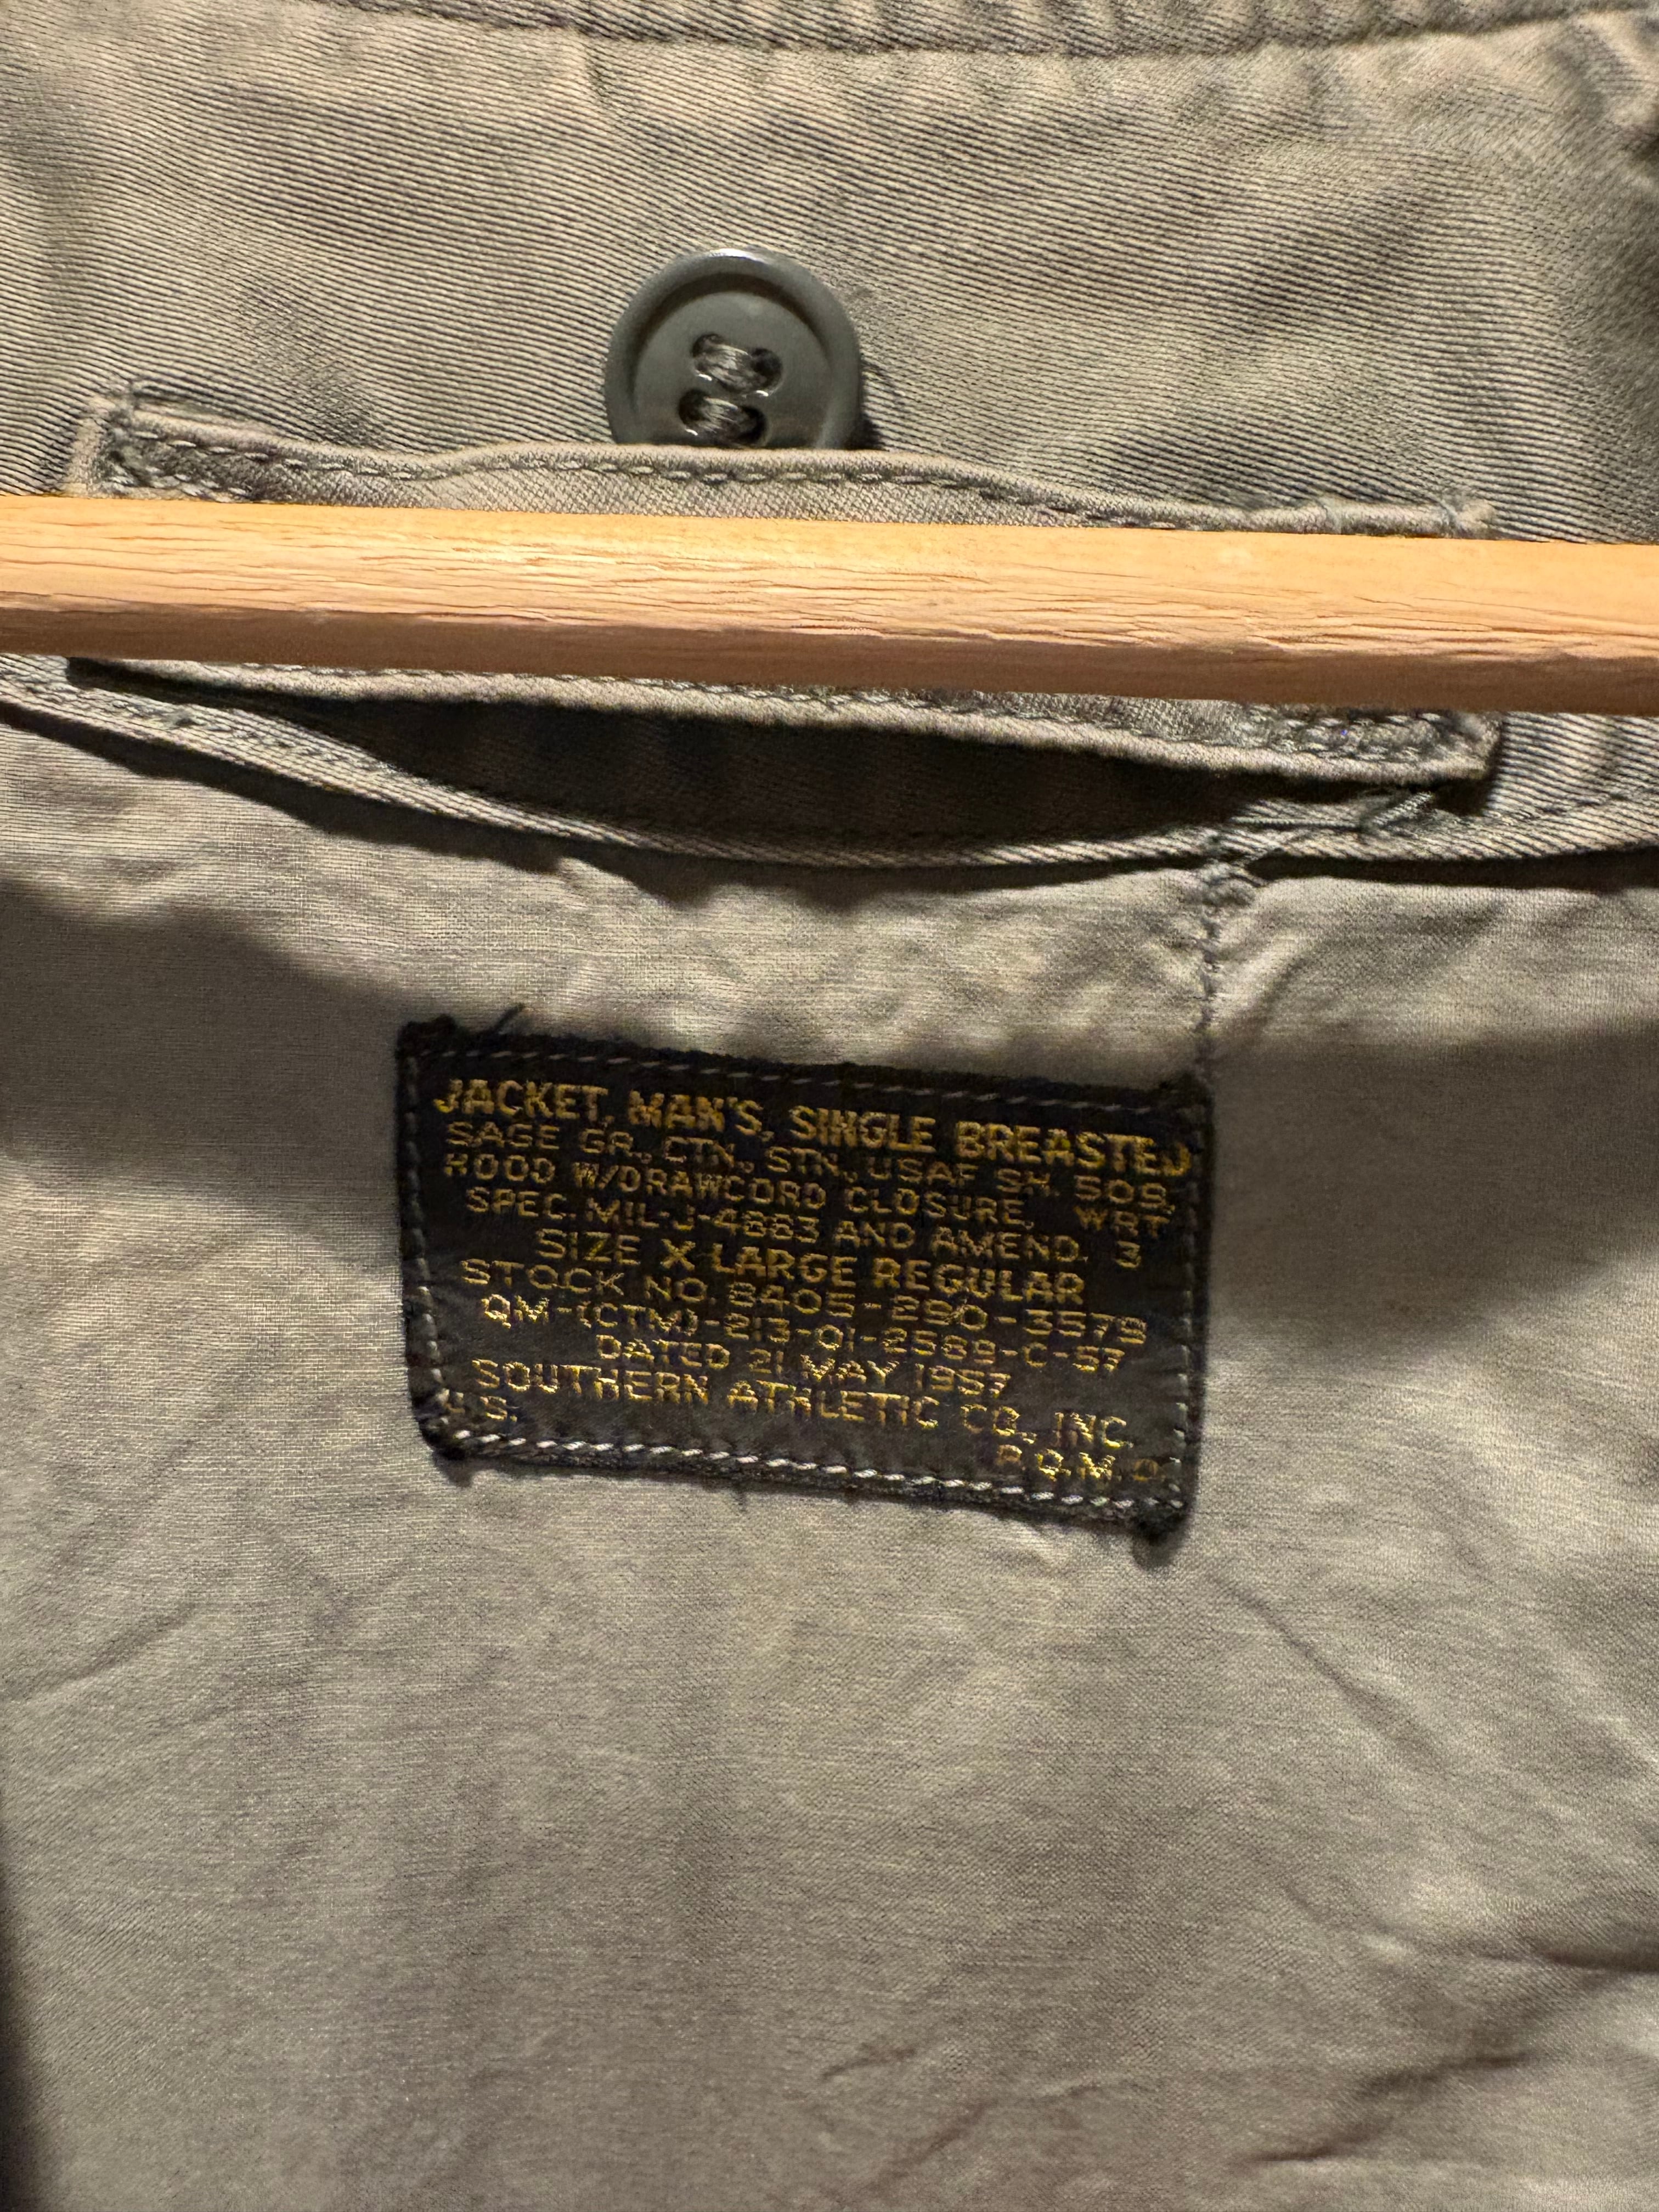 JACKET, MAN'S, SINGLE BREASTED
SAGE GR., CTN., STN., USAF SH. 509,
HOOD W/DRAWCORD CLOSURE, WRT
SPEC. MIL-J-4883 AND AMEND. 3
SIZE X LARGE REGULAR
STOCK NO. 8405-290-3579
QM-(CTM)-213-01-2589-C-57
DATED 21 MAY 1957
SOUTHERN ATHLETIC CO., INC.
U.S.
P.Q.M.D.